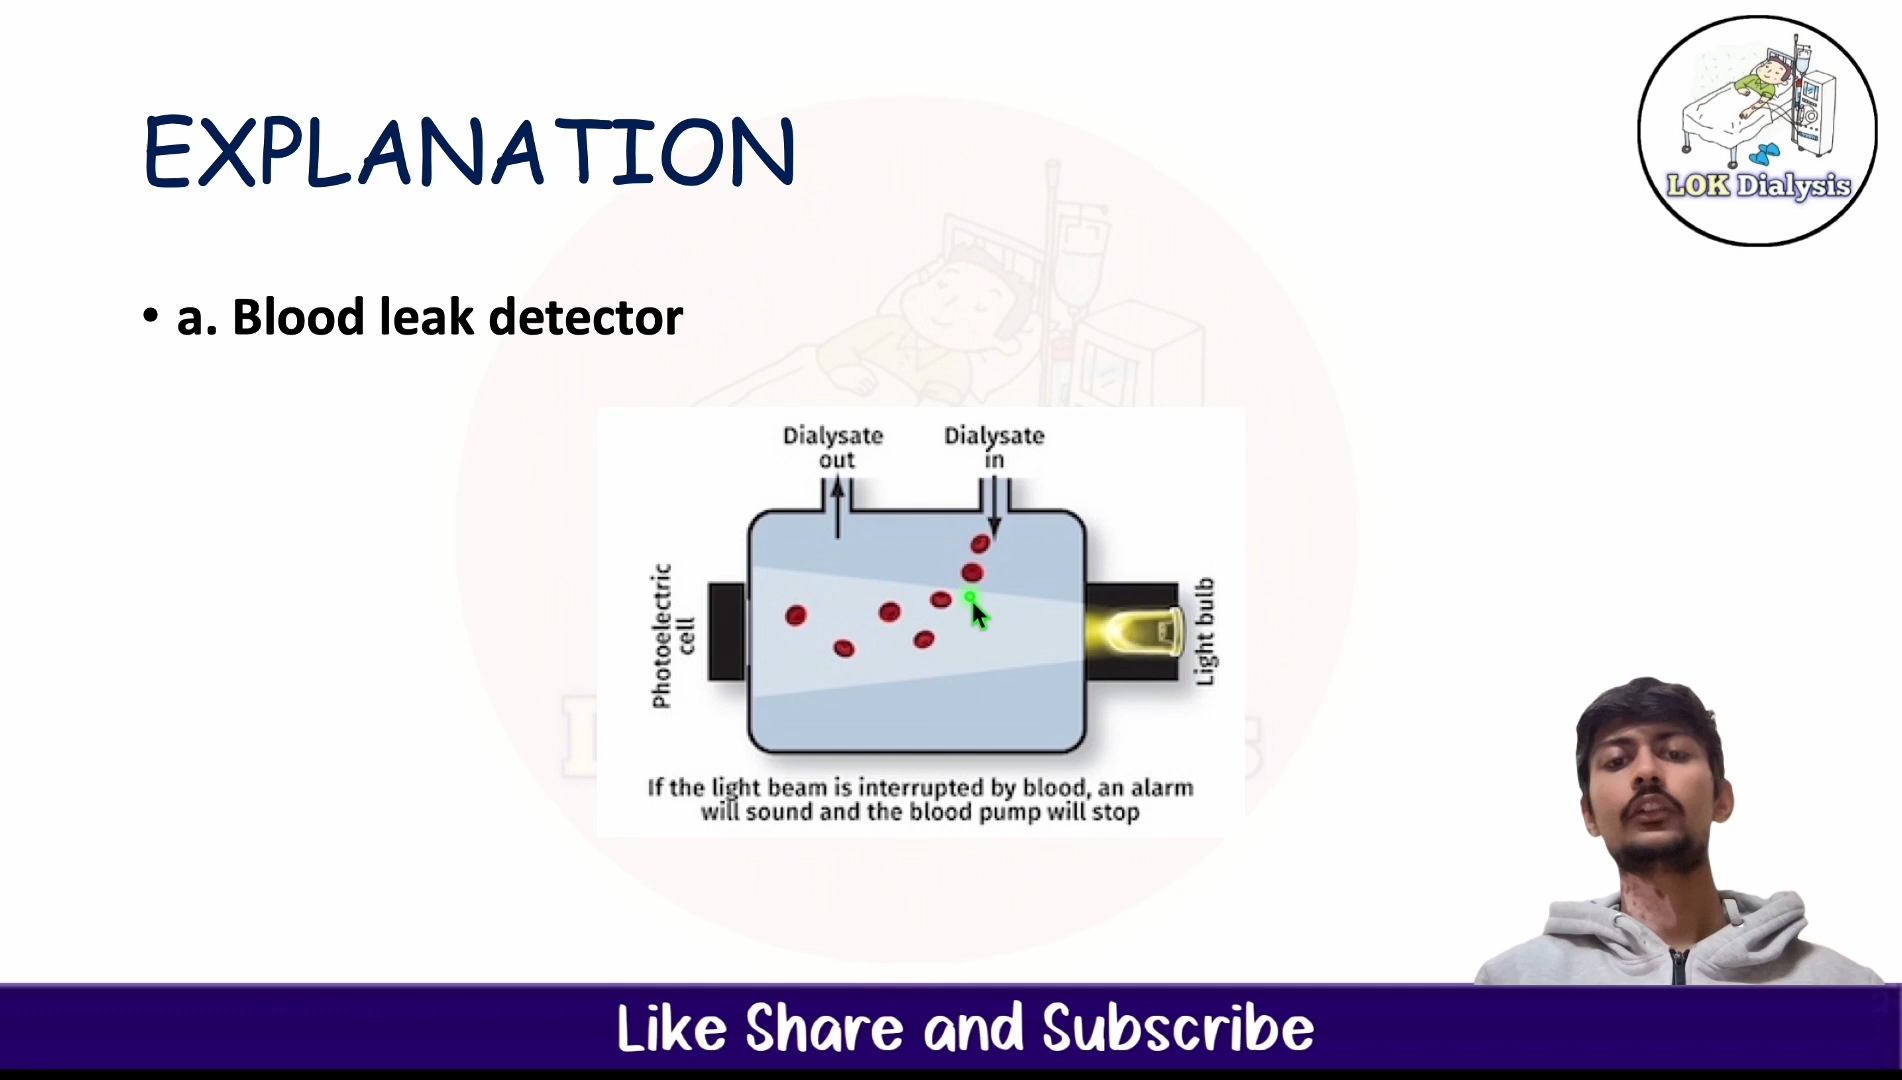 EXPLANATION
LOK Dialysis
• a. Blood leak detector
Dialysate
out
Dialysate
in
Photoelectric
cell
Light bulb
If the light beam is interrupted by blood, an alarm
will sound and the blood pump will stop
Like Share and Subscribe